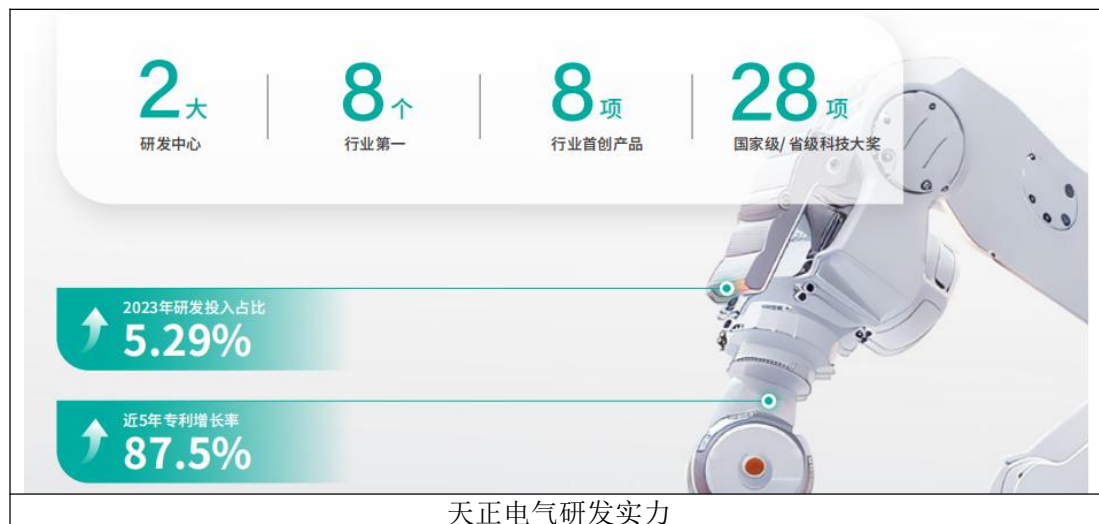 2大
8个
8项
28项
研发中心
行业第一
行业首创产品
国家级/省级科技大奖
2023年研发投入占比
5.29%
近5年专利增长率
87.5%
天正电气研发实力